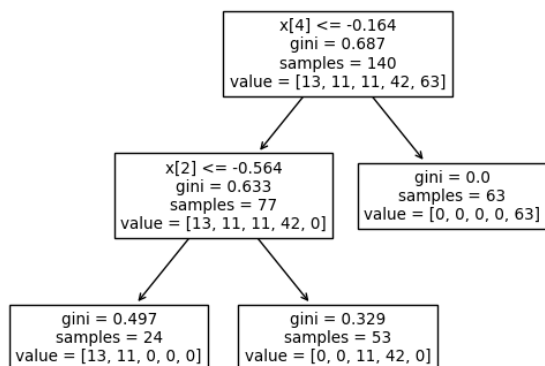 x[4] <= -0.164
gini = 0.687
samples = 140
value = [13, 11, 11, 42, 63]
x[2] <= -0.564
gini = 0.633
samples = 77
value = [13, 11, 11, 42, 0]
gini = 0.0
samples = 63
value = [0, 0, 0, 0, 63]
gini = 0.497
samples = 24
value = [13, 11, 0, 0, 0]
gini = 0.329
samples = 53
value = [0, 0, 11, 42, 0]